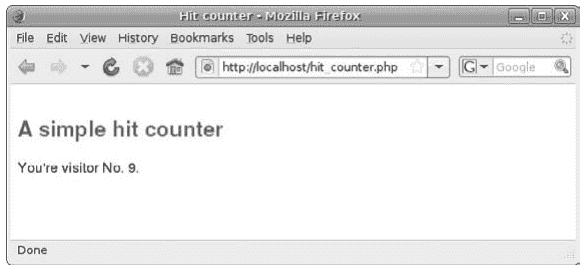 Hit counter - Mozilla Firefox
File Edit View History Bookmarks Tools Help
http://localhost/hit_counter.php G Google
A simple hit counter
You're visitor No. 9.
Done